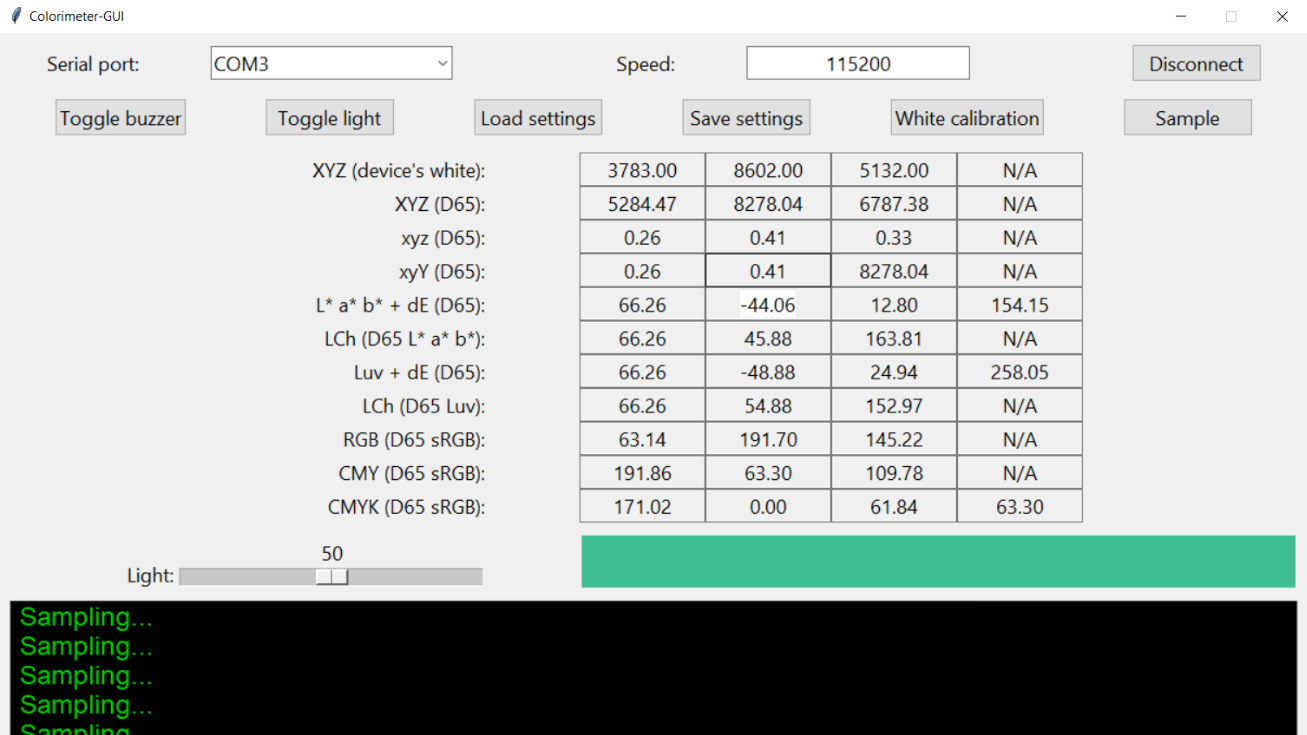 Colorimeter-GUI
Serial port: COM3 Speed: 115200 Disconnect
Toggle buzzer Toggle light Load settings Save settings White calibration Sample
XYZ (device's white): 3783.00 8602.00 5132.00 N/A
XYZ (D65): 5284.47 8278.04 6787.38 N/A
xyz (D65): 0.26 0.41 0.33 N/A
xyY (D65): 0.26 0.41 8278.04 N/A
L* a* b* + dE (D65): 66.26 -44.06 12.80 154.15
LCh (D65 L* a* b*): 66.26 45.88 163.81 N/A
Luv + dE (D65): 66.26 -48.88 24.94 258.05
LCh (D65 Luv): 66.26 54.88 152.97 N/A
RGB (D65 sRGB): 63.14 191.70 145.22 N/A
CMY (D65 sRGB): 191.86 63.30 109.78 N/A
CMYK (D65 sRGB): 171.02 0.00 61.84 63.30
50
Light:
Sampling...
Sampling...
Sampling...
Sampling...
Sampling